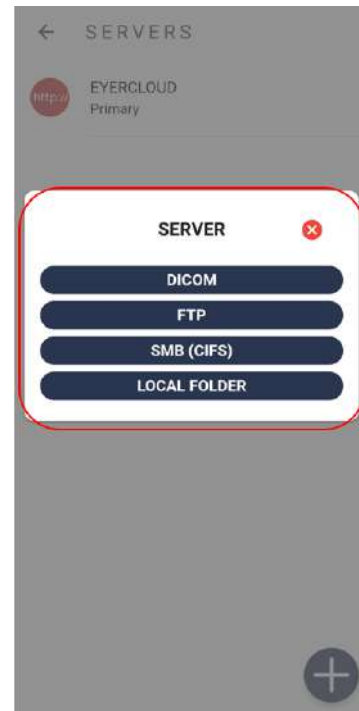 SERVERS
http://
EYERCLOUD
Primary
SERVER
DICOM
FTP
SMB (CIFS)
LOCAL FOLDER